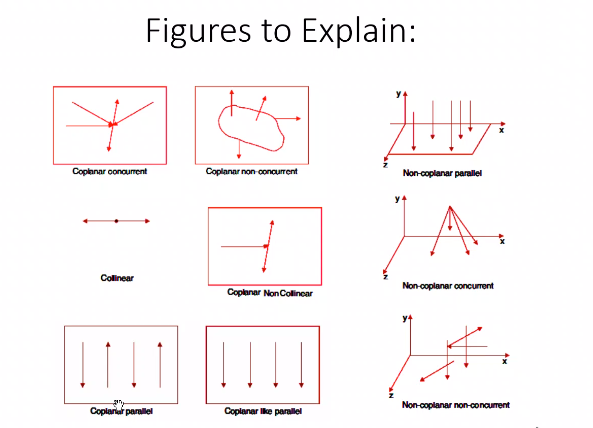 Figures to Explain:
Coplanar concurrent
Coplanar non-concurrent
y
x
z
Non-coplanar parallel
Collinear
Coplanar Non Collinear
y
x
z
Non-coplanar concurrent
Coplanar parallel
Coplanar like parallel
y
x
z
Non-coplanar non-concurrent